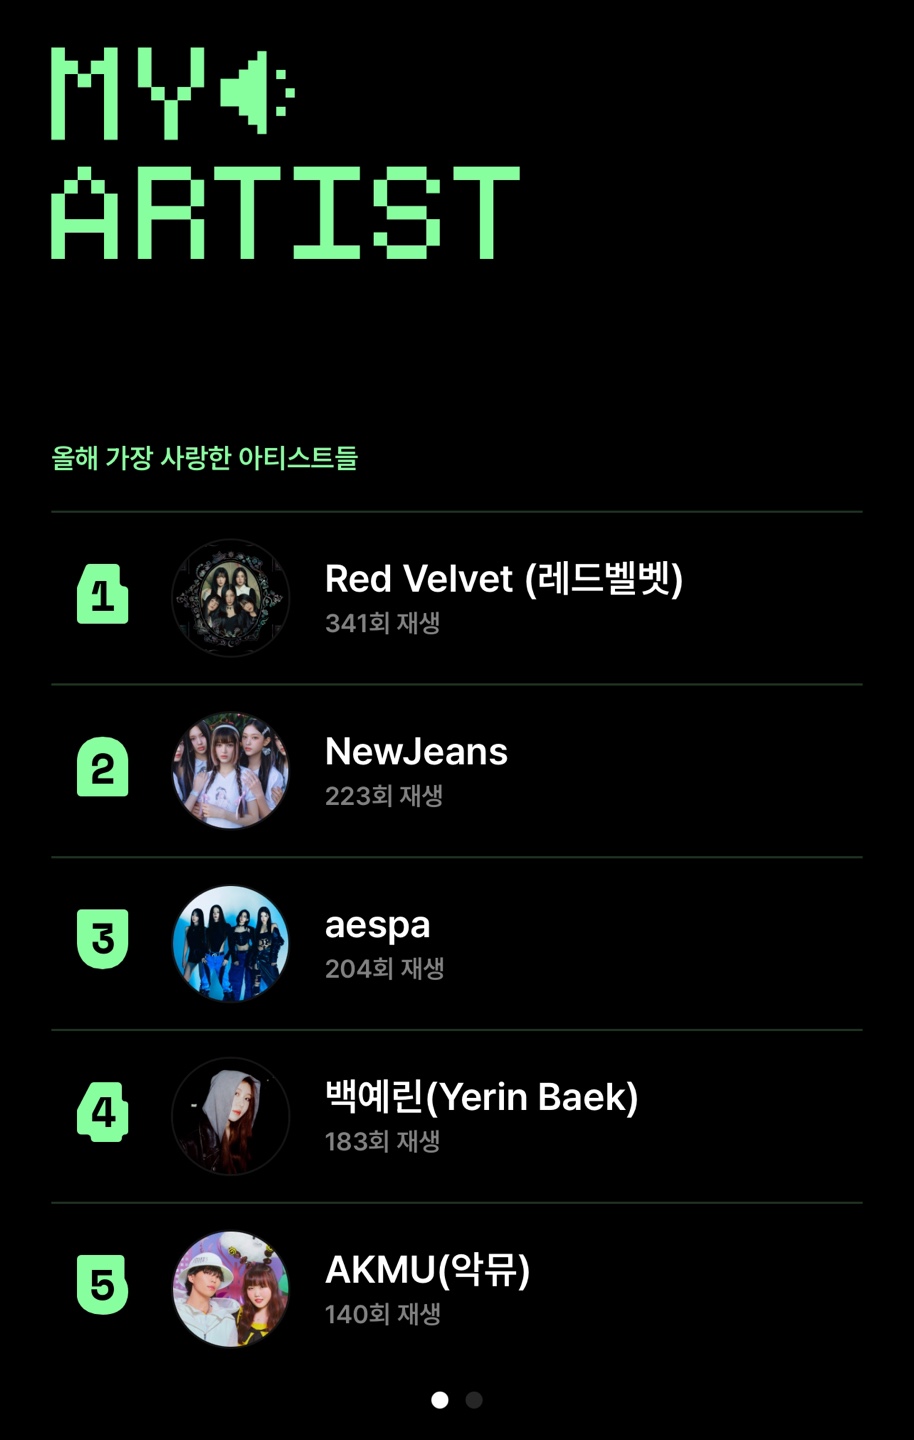 MY
ARTIST
올해 가장 사랑한 아티스트들
1
Red Velvet (레드벨벳)
341회 재생
2
NewJeans
223회 재생
3
aespa
204회 재생
4
백예린(Yerin Baek)
183회 재생
5
AKMU(악뮤)
140회 재생